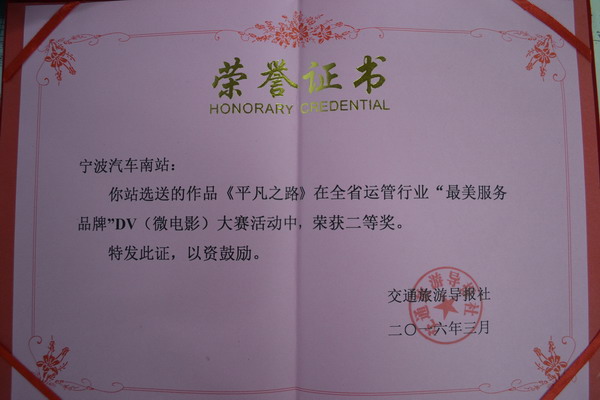 荣誉证书
HONORARY CREDENTIAL
宁波汽车南站：
你站选送的作品《平凡之路》在全省运管行业“最美服务
品牌”DV（微电影）大赛活动中，荣获二等奖。
特发此证，以资鼓励。
交通旅游导报社
二〇一六年三月